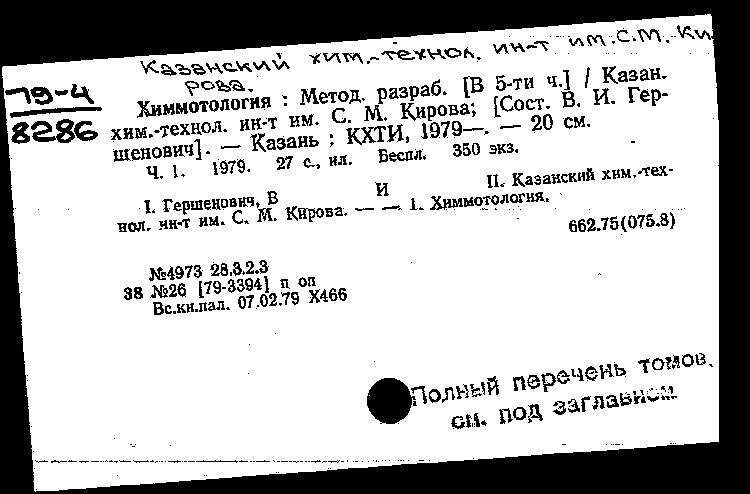 Казанский хим.-технол. ин-т им. С.М. Ки
рова.
79-4
8286
Химмотология : Метод. разраб. [В 5-ти ч.] / Казан.
хим.-технол. ин-т им. С. М. Кирова; [Сост. В. И. Гер-
шенович]. — Казань : КХТИ, 1979—. — 20 см.
Ч. 1. 1979. 27 с., ил. Беспл. 350 экз.
I. Гершенович, В И II. Казанский хим.-тех-
нол. ин-т им. С. М. Кирова. — — 1. Химмотология.
662.75(075.8)
№4973 28.3.2.3
38 №26 [79-3394] п оп
Вс.кн.пал. 07.02.79 Х466
Полный перечень томов.
см. под заглавием